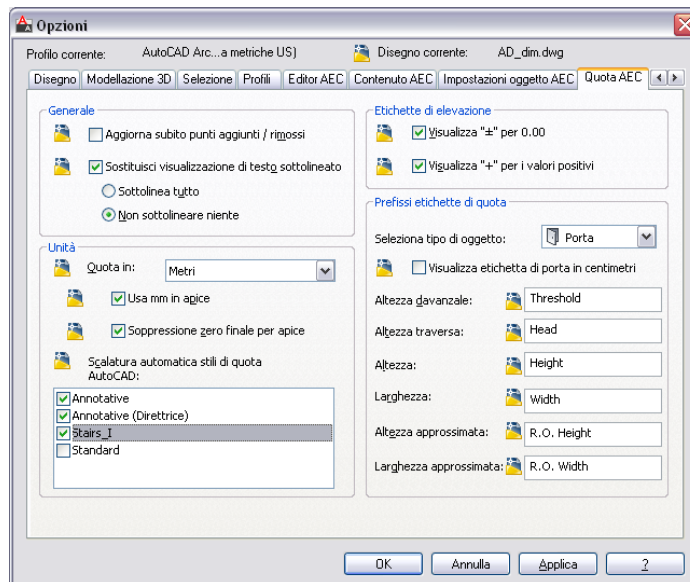 Opzioni
Profilo corrente: AutoCAD Arc...a metriche US) Disegno corrente: AD_dim.dwg
Disegno Modellazione 3D Selezione Profili Editor AEC Contenuto AEC Impostazioni oggetto AEC Quota AEC
Generale
Aggiorna subito punti aggiunti / rimossi
Sostituisci visualizzazione di testo sottolineato
Sottolinea tutto
Non sottolineare niente
Unità
Quota in: Metri
Usa mm in apice
Soppressione zero finale per apice
Scalatura automatica stili di quota
AutoCAD:
Annotative
Annotative (Direttrice)
Stairs_I
Standard
Etichette di elevazione
Visualizza "±" per 0.00
Visualizza "+" per i valori positivi
Prefissi etichette di quota
Seleziona tipo di oggetto: Porta
Visualizza etichetta di porta in centimetri
Altezza davanzale: Threshold
Altezza traversa: Head
Altezza: Height
Larghezza: Width
Altezza approssimata: R.O. Height
Larghezza approssimata: R.O. Width
OK Annulla Applica ?